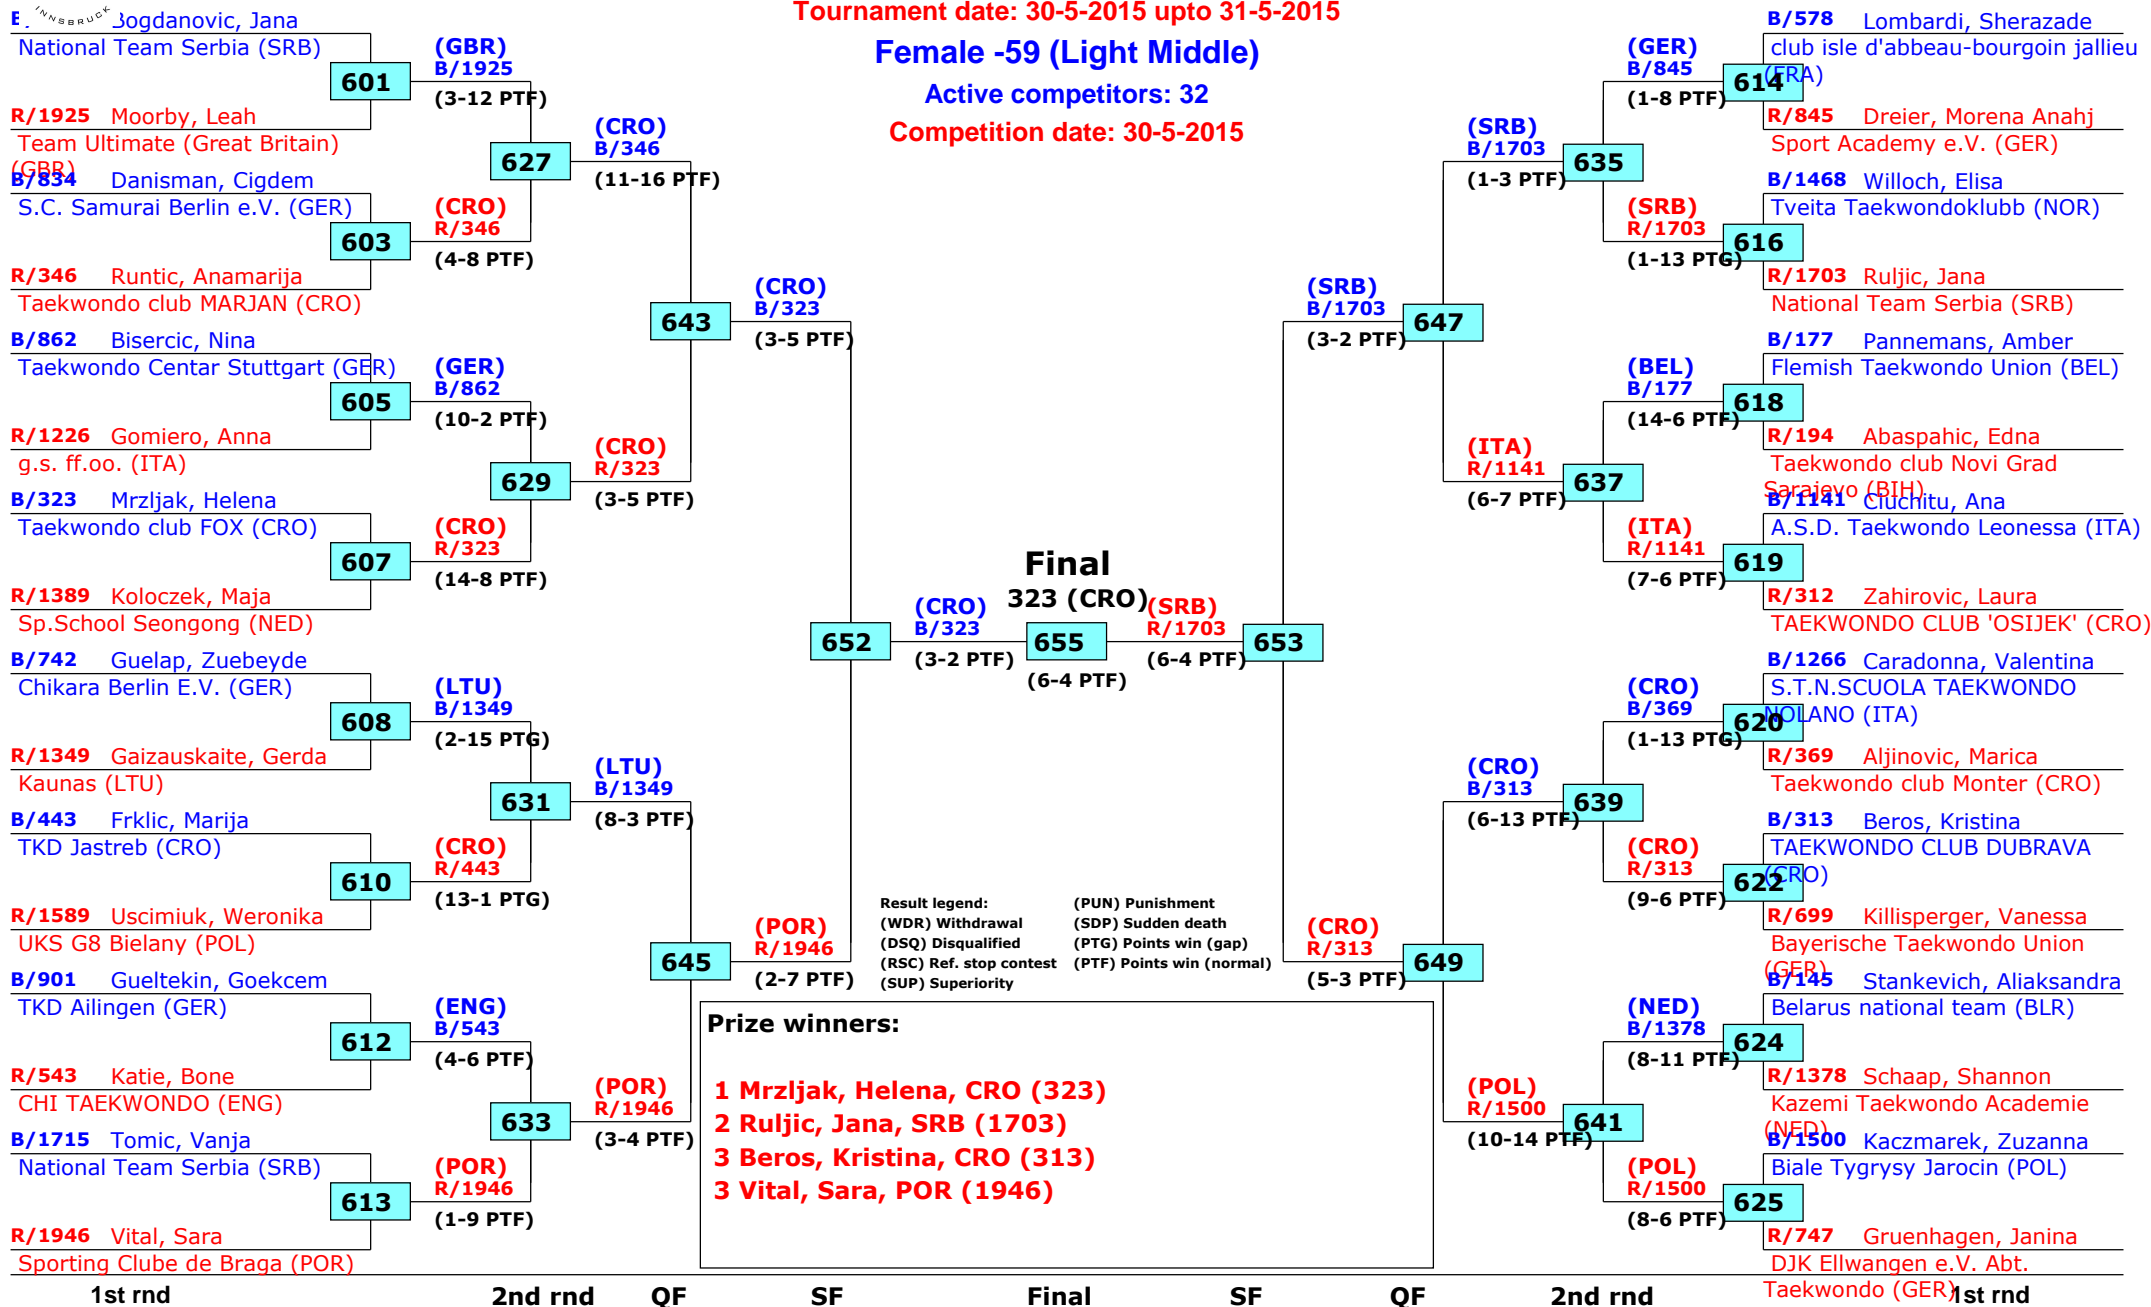 INNSBRUCK
Bogdanovic, Jana
National Team Serbia (SRB)
601
R/1925 Moorby, Leah
Team Ultimate (Great Britain)
(GBR)
B/834 Danisman, Cigdem
S.C. Samurai Berlin e.V. (GER)
603
R/346 Runtic, Anamarija
Taekwondo club MARJAN (CRO)
B/862 Bisercic, Nina
Taekwondo Centar Stuttgart (GER)
605
R/1226 Gomiero, Anna
g.s. ff.oo. (ITA)
B/323 Mrzljak, Helena
Taekwondo club FOX (CRO)
607
R/1389 Koloczek, Maja
Sp.School Seongong (NED)
B/742 Guelap, Zuebeyde
Chikara Berlin E.V. (GER)
608
R/1349 Gaizauskaite, Gerda
Kaunas (LTU)
B/443 Frklic, Marija
TKD Jastreb (CRO)
610
R/1589 Uscimiuk, Weronika
UKS G8 Bielany (POL)
B/901 Gueltekin, Goekcem
TKD Ailingen (GER)
612
R/543 Katie, Bone
CHI TAEKWONDO (ENG)
B/1715 Tomic, Vanja
National Team Serbia (SRB)
613
R/1946 Vital, Sara
Sporting Clube de Braga (POR)
(GBR)
B/1925
(3-12 PTF)
627
(CRO)
R/346
(4-8 PTF)
(GER)
B/862
(10-2 PTF)
629
(CRO)
R/323
(14-8 PTF)
(LTU)
B/1349
(2-15 PTG)
631
(CRO)
R/443
(13-1 PTG)
(ENG)
B/543
(4-6 PTF)
633
(POR)
R/1946
(1-9 PTF)
(CRO)
B/346
(11-16 PTF)
643
(CRO)
R/323
(3-5 PTF)
(LTU)
B/1349
(8-3 PTF)
645
(POR)
R/1946
(3-4 PTF)
(CRO)
B/323
(3-5 PTF)
652
(POR)
R/1946
(2-7 PTF)
Tournament date: 30-5-2015 upto 31-5-2015
Female -59 (Light Middle)
Active competitors: 32
Competition date: 30-5-2015
Final
323 (CRO)
(CRO)
B/323
(3-2 PTF)
655
(6-4 PTF)
(SRB)
R/1703
(6-4 PTF)
653
Result legend:
(WDR) Withdrawal
(DSQ) Disqualified
(RSC) Ref. stop contest
(SUP) Superiority
(PUN) Punishment
(SDP) Sudden death
(PTG) Points win (gap)
(PTF) Points win (normal)
Prize winners:
1 Mrzljak, Helena, CRO (323)
2 Ruljic, Jana, SRB (1703)
3 Beros, Kristina, CRO (313)
3 Vital, Sara, POR (1946)
(SRB)
B/1703
(3-2 PTF)
647
(CRO)
R/313
(5-3 PTF)
649
(SRB)
B/1703
(1-3 PTF)
635
(ITA)
R/1141
(6-7 PTF)
637
(CRO)
B/313
(6-13 PTF)
639
(POL)
R/1500
(10-14 PTF)
641
(GER)
B/845
(1-8 PTF)
(SRB)
R/1703
(1-13 PTG)
(BEL)
B/177
(14-6 PTF)
(ITA)
R/1141
(7-6 PTF)
(CRO)
B/369
(1-13 PTG)
(CRO)
R/313
(9-6 PTF)
(NED)
B/1378
(8-11 PTF)
(POL)
R/1500
(8-6 PTF)
B/578 Lombardi, Sherazade
club isle d'abbeau-bourgoin jallieu
(FRA)
614
R/845 Dreier, Morena Anahj
Sport Academy e.V. (GER)
B/1468 Willoch, Elisa
Tveita Taekwondoklubb (NOR)
616
R/1703 Ruljic, Jana
National Team Serbia (SRB)
B/177 Pannemans, Amber
Flemish Taekwondo Union (BEL)
618
R/194 Abaspahic, Edna
Taekwondo club Novi Grad
Sarajevo (BIH)
B/1141 Ciuchitu, Ana
A.S.D. Taekwondo Leonessa (ITA)
619
R/312 Zahirovic, Laura
TAEKWONDO CLUB 'OSIJEK' (CRO)
B/1266 Caradonna, Valentina
S.T.N.SCUOLA TAEKWONDO
NOLANO (ITA)
620
R/369 Aljinovic, Marica
Taekwondo club Monter (CRO)
B/313 Beros, Kristina
TAEKWONDO CLUB DUBRAVA
(CRO)
622
R/699 Killisperger, Vanessa
Bayerische Taekwondo Union
(GER)
B/145 Stankevich, Aliaksandra
Belarus national team (BLR)
624
R/1378 Schaap, Shannon
Kazemi Taekwondo Academie
(NED)
B/1500 Kaczmarek, Zuzanna
Biale Tygrysy Jarocin (POL)
625
R/747 Gruenhagen, Janina
DJK Ellwangen e.V. Abt.
Taekwondo (GER)
1st rnd 2nd rnd QF SF Final SF QF 2nd rnd 1st rnd